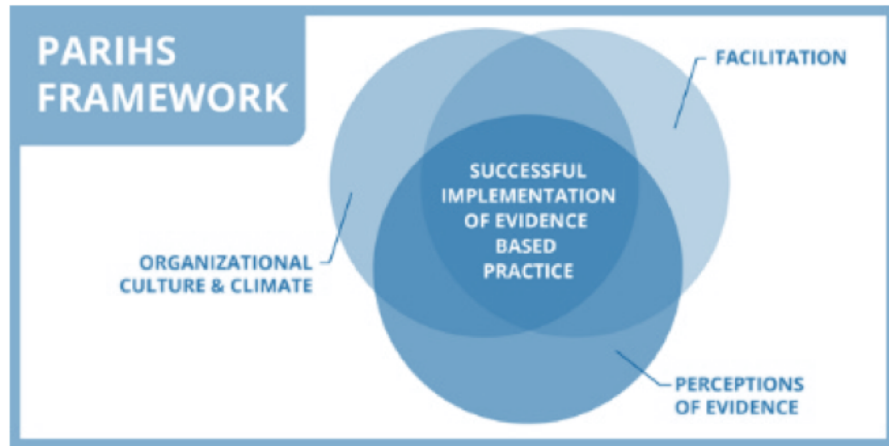 PARIHS
FRAMEWORK
FACILITATION
SUCCESSFUL
IMPLEMENTATION
OF EVIDENCE
BASED
PRACTICE
ORGANIZATIONAL
CULTURE & CLIMATE
PERCEPTIONS
OF EVIDENCE